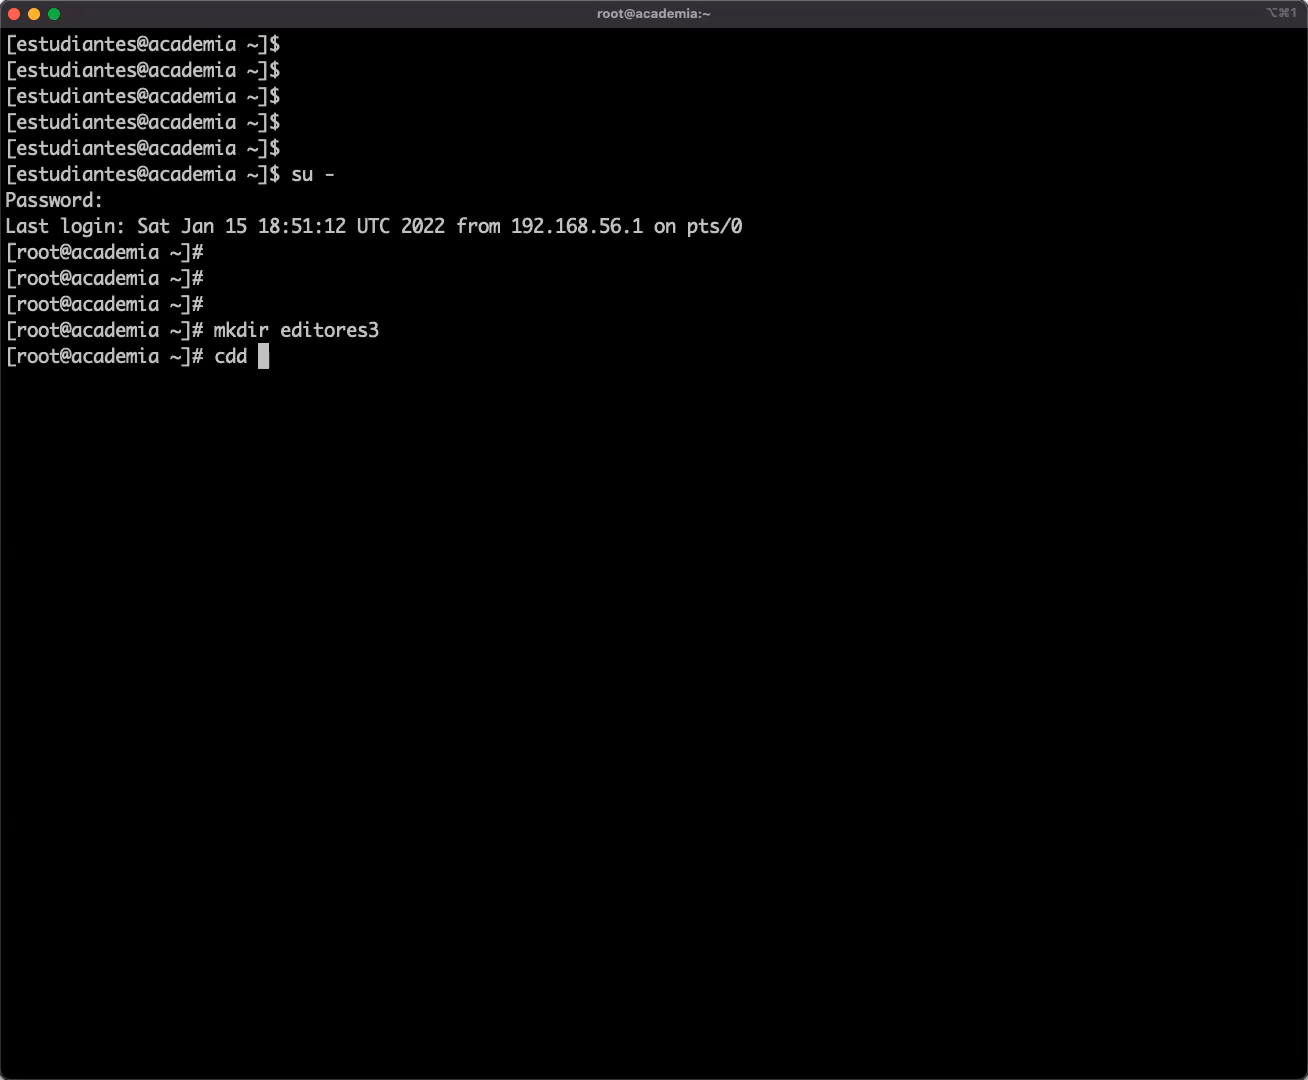 root@academia:~
⌥⌘1
[estudiantes@academia ~]$
[estudiantes@academia ~]$
[estudiantes@academia ~]$
[estudiantes@academia ~]$
[estudiantes@academia ~]$
[estudiantes@academia ~]$ su -
Password:
Last login: Sat Jan 15 18:51:12 UTC 2022 from 192.168.56.1 on pts/0
[root@academia ~]#
[root@academia ~]#
[root@academia ~]#
[root@academia ~]# mkdir editores3
[root@academia ~]# cdd